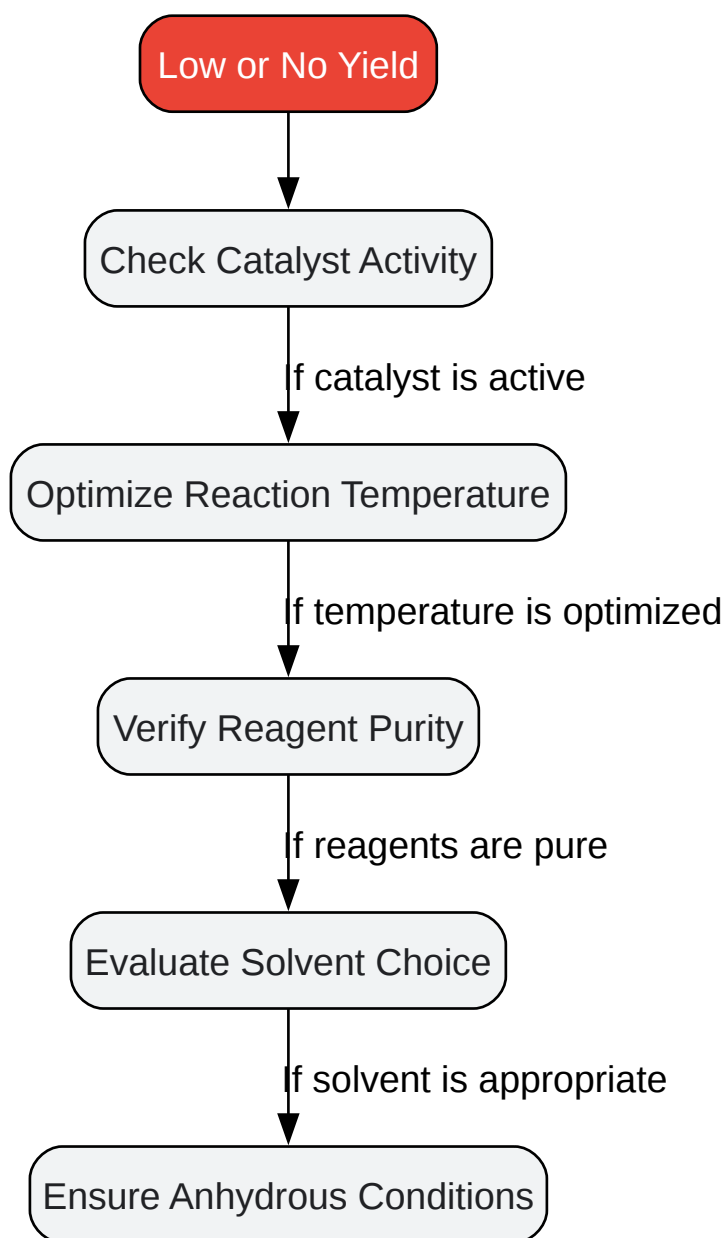 Low or No Yield
Check Catalyst Activity
If catalyst is active
Optimize Reaction Temperature
If temperature is optimized
Verify Reagent Purity
If reagents are pure
Evaluate Solvent Choice
If solvent is appropriate
Ensure Anhydrous Conditions